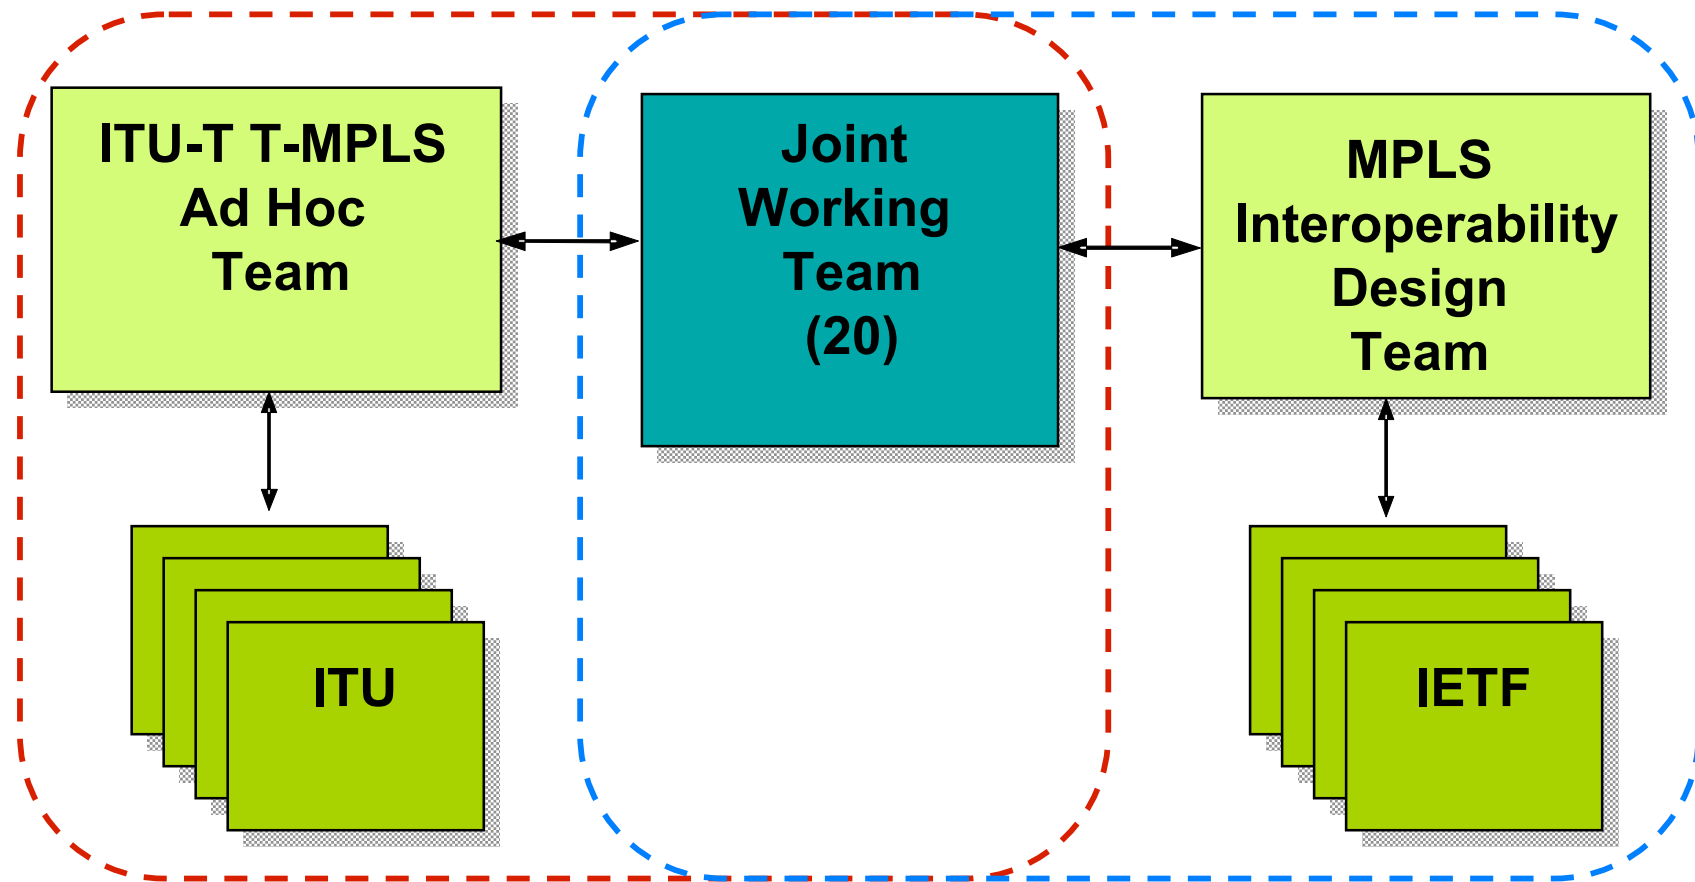 ITU-T T-MPLS
Ad Hoc
Team
Joint
Working
Team
(20)
MPLS
Interoperability
Design
Team
ITU
IETF